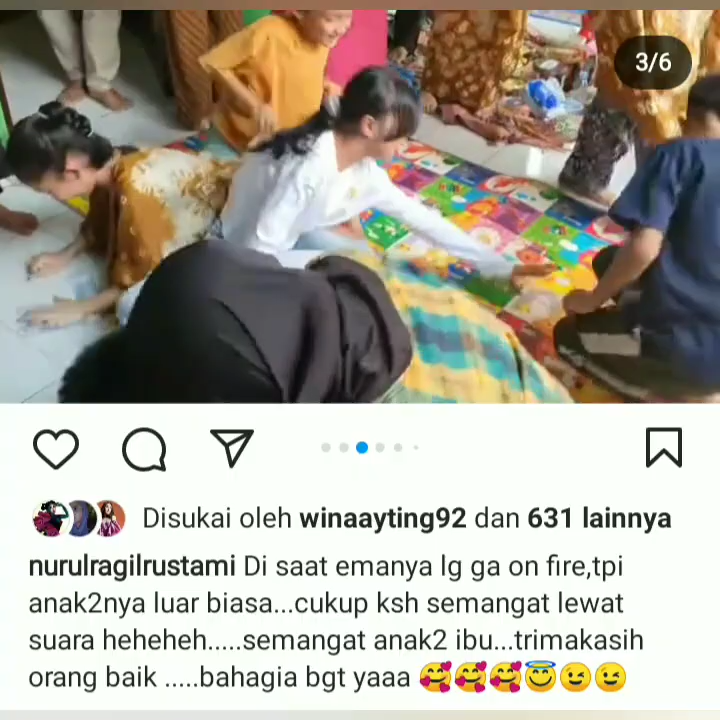 3/6
Disukai oleh winaayting92 dan 631 lainnya
nurulragilrustami Di saat emanya lg ga on fire,tpi
anak2nya luar biasa...cukup ksh semangat lewat
suara heheheh.....semangat anak2 ibu...trimakasih
orang baik .....bahagia bgt yaaa 🥰🥰🥰😇😉😉